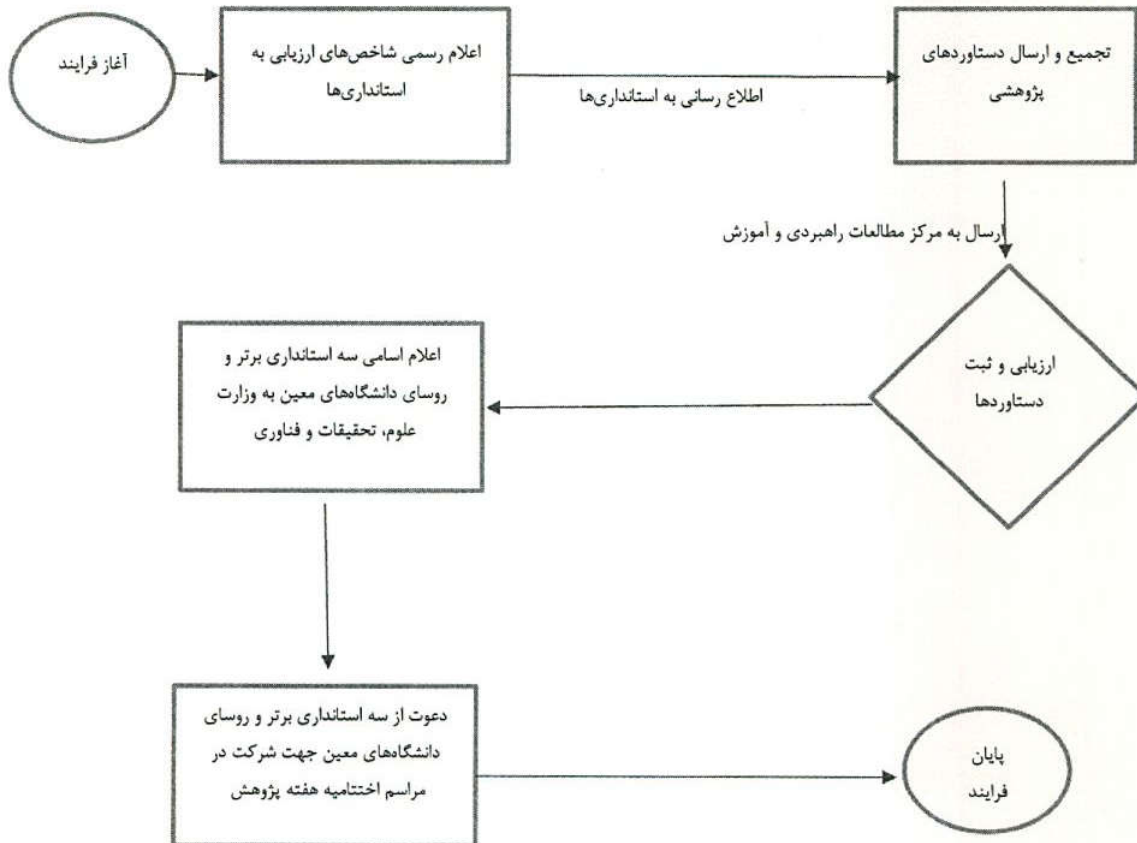 آغاز فرایند
اعلام رسمی شاخص‌های ارزیابی به
استانداری‌ها
اطلاع رسانی به استانداری‌ها
تجمیع و ارسال دستاوردهای
پژوهشی
ارسال به مرکز مطالعات راهبردی و آموزش
ارزیابی و ثبت
دستاوردها
اعلام اسامی سه استانداری برتر و
روسای دانشگاه‌های معین به وزارت
علوم، تحقیقات و فناوری
دعوت از سه استانداری برتر و روسای
دانشگاه‌های معین جهت شرکت در
مراسم اختتامیه هفته پژوهش
پایان
فرایند